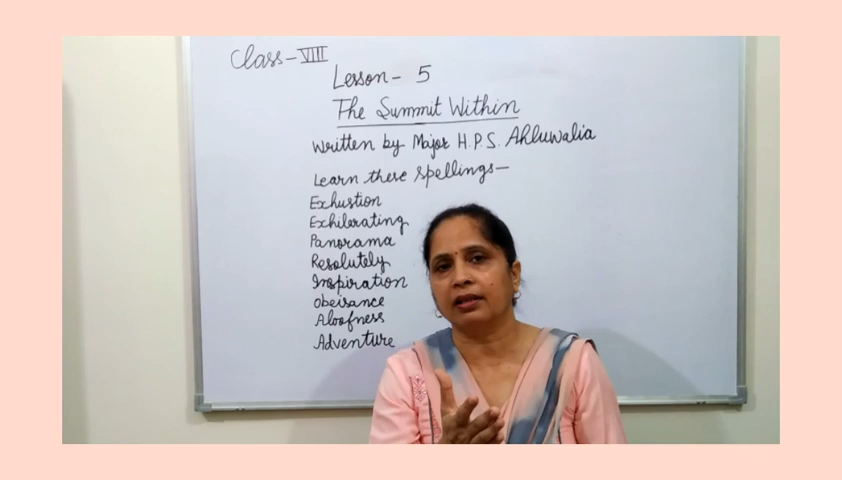 Class-VIII
Lesson- 5
The Summit Within
Written by Major H.P.S. Ahluwalia
Learn these spellings-
Exhustion
Exhilerating
Panorama
Resolutely
Inspiration
Obeisance
Aloofness
Adventure